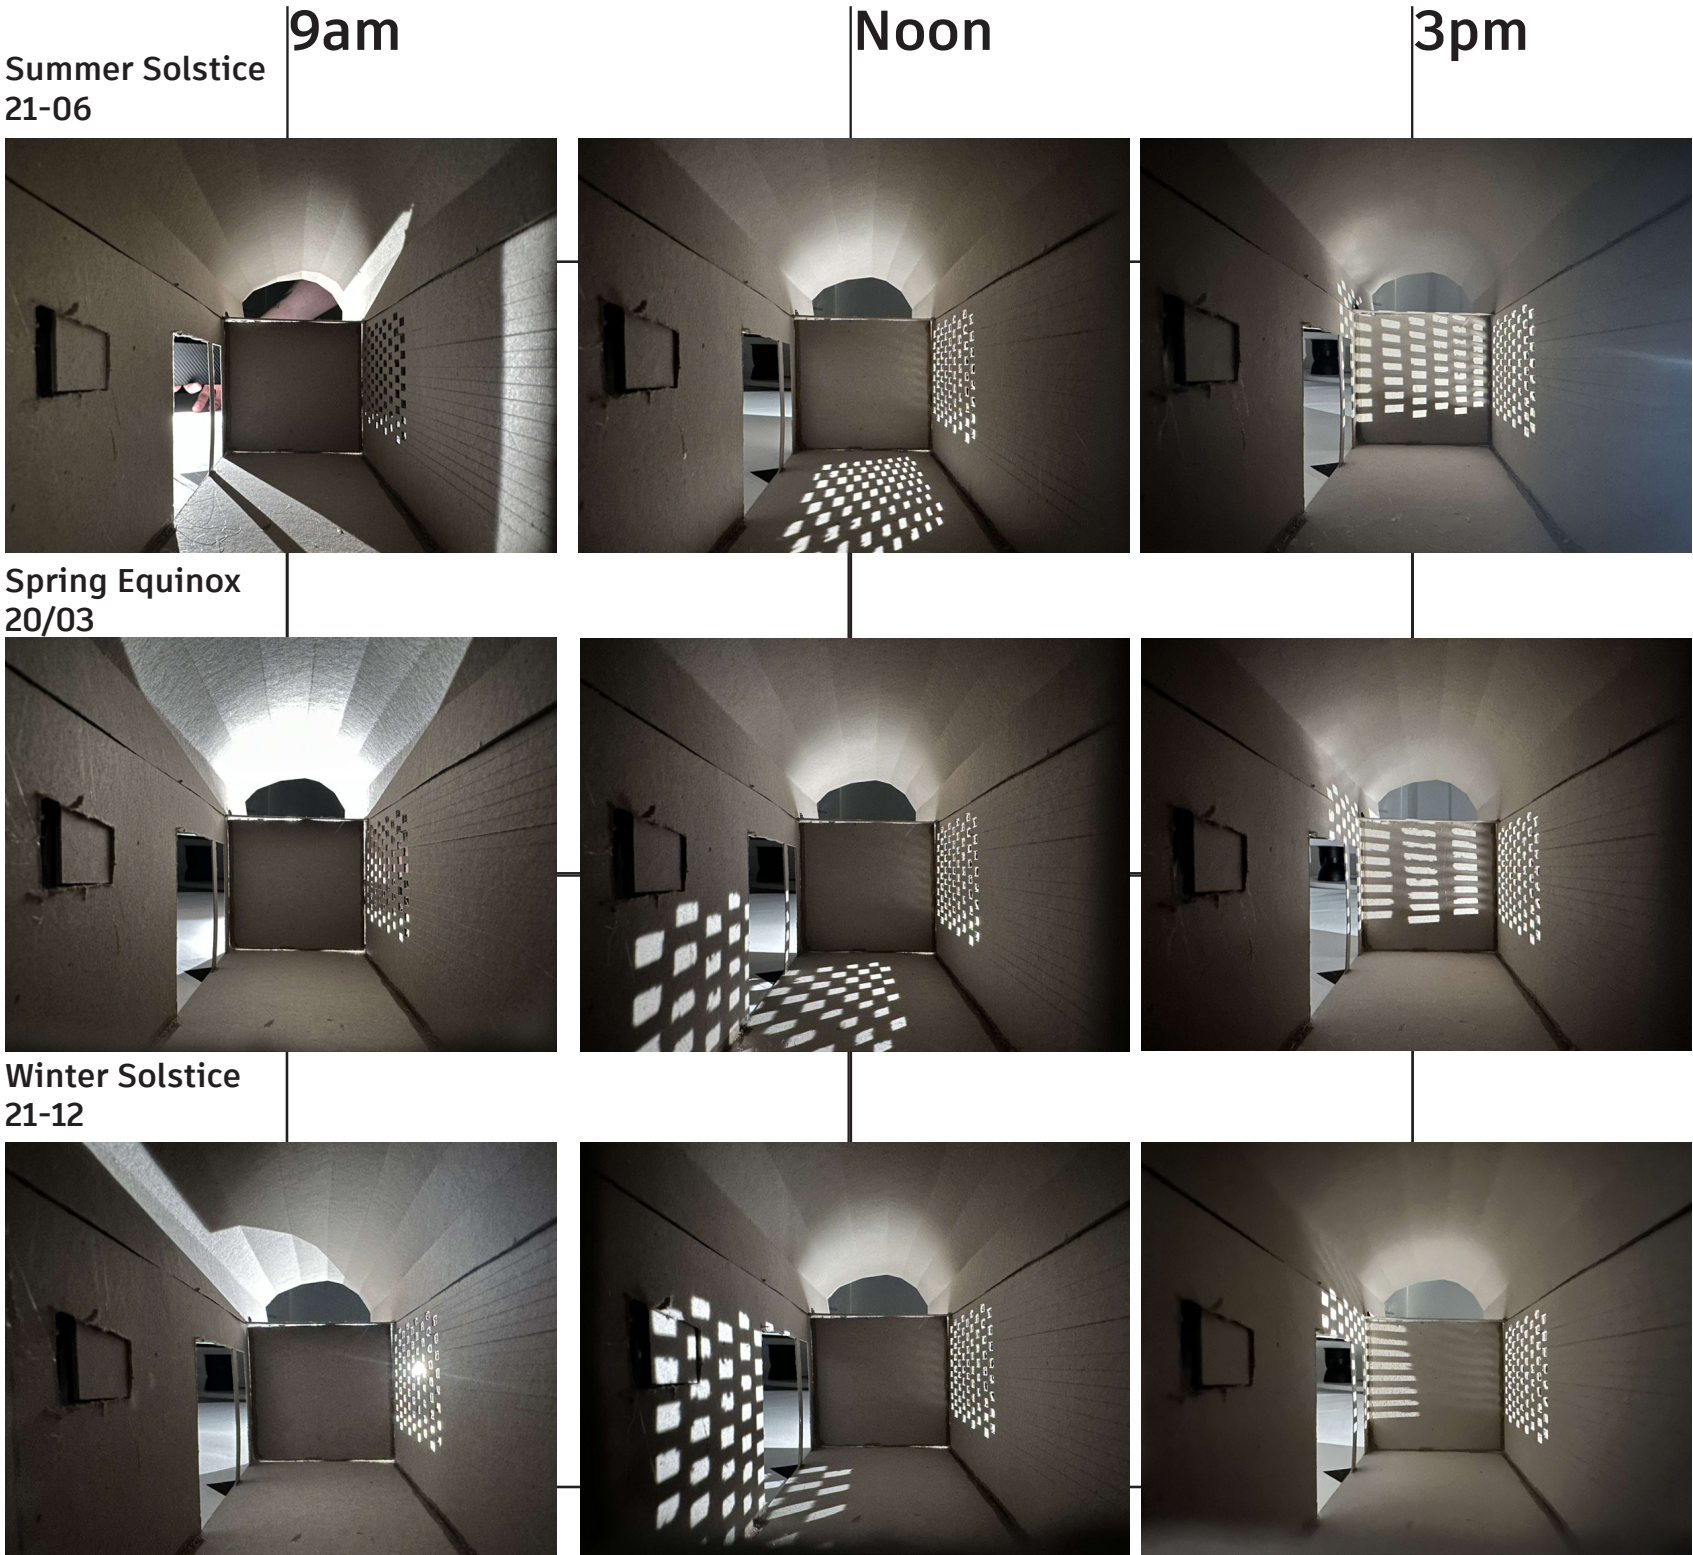 9am
Noon
3pm
Summer Solstice
21-06
Spring Equinox
20/03
Winter Solstice
21-12